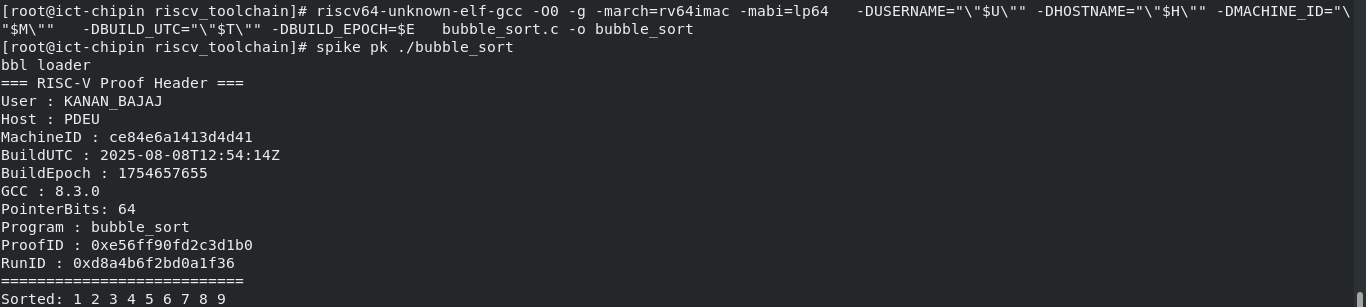 [root@ict-chipin riscv_toolchain]# riscv64-unknown-elf-gcc -O0 -g -march=rv64imac -mabi=lp64   -DUSERNAME="\"$U\"" -DHOSTNAME="\"$H\"" -DMACHINE_ID="\
"$M\""   -DBUILD_UTC="\"$T\"" -DBUILD_EPOCH=$E   bubble_sort.c -o bubble_sort
[root@ict-chipin riscv_toolchain]# spike pk ./bubble_sort
bbl loader
=== RISC-V Proof Header ===
User : KANAN_BAJAJ
Host : PDEU
MachineID : ce84e6a1413d4d41
BuildUTC : 2025-08-08T12:54:14Z
BuildEpoch : 1754657655
GCC : 8.3.0
PointerBits: 64
Program : bubble_sort
ProofID : 0xe56ff90fd2c3d1b0
RunID : 0xd8a4b6f2bd0a1f36
===========================
Sorted: 1 2 3 4 5 6 7 8 9